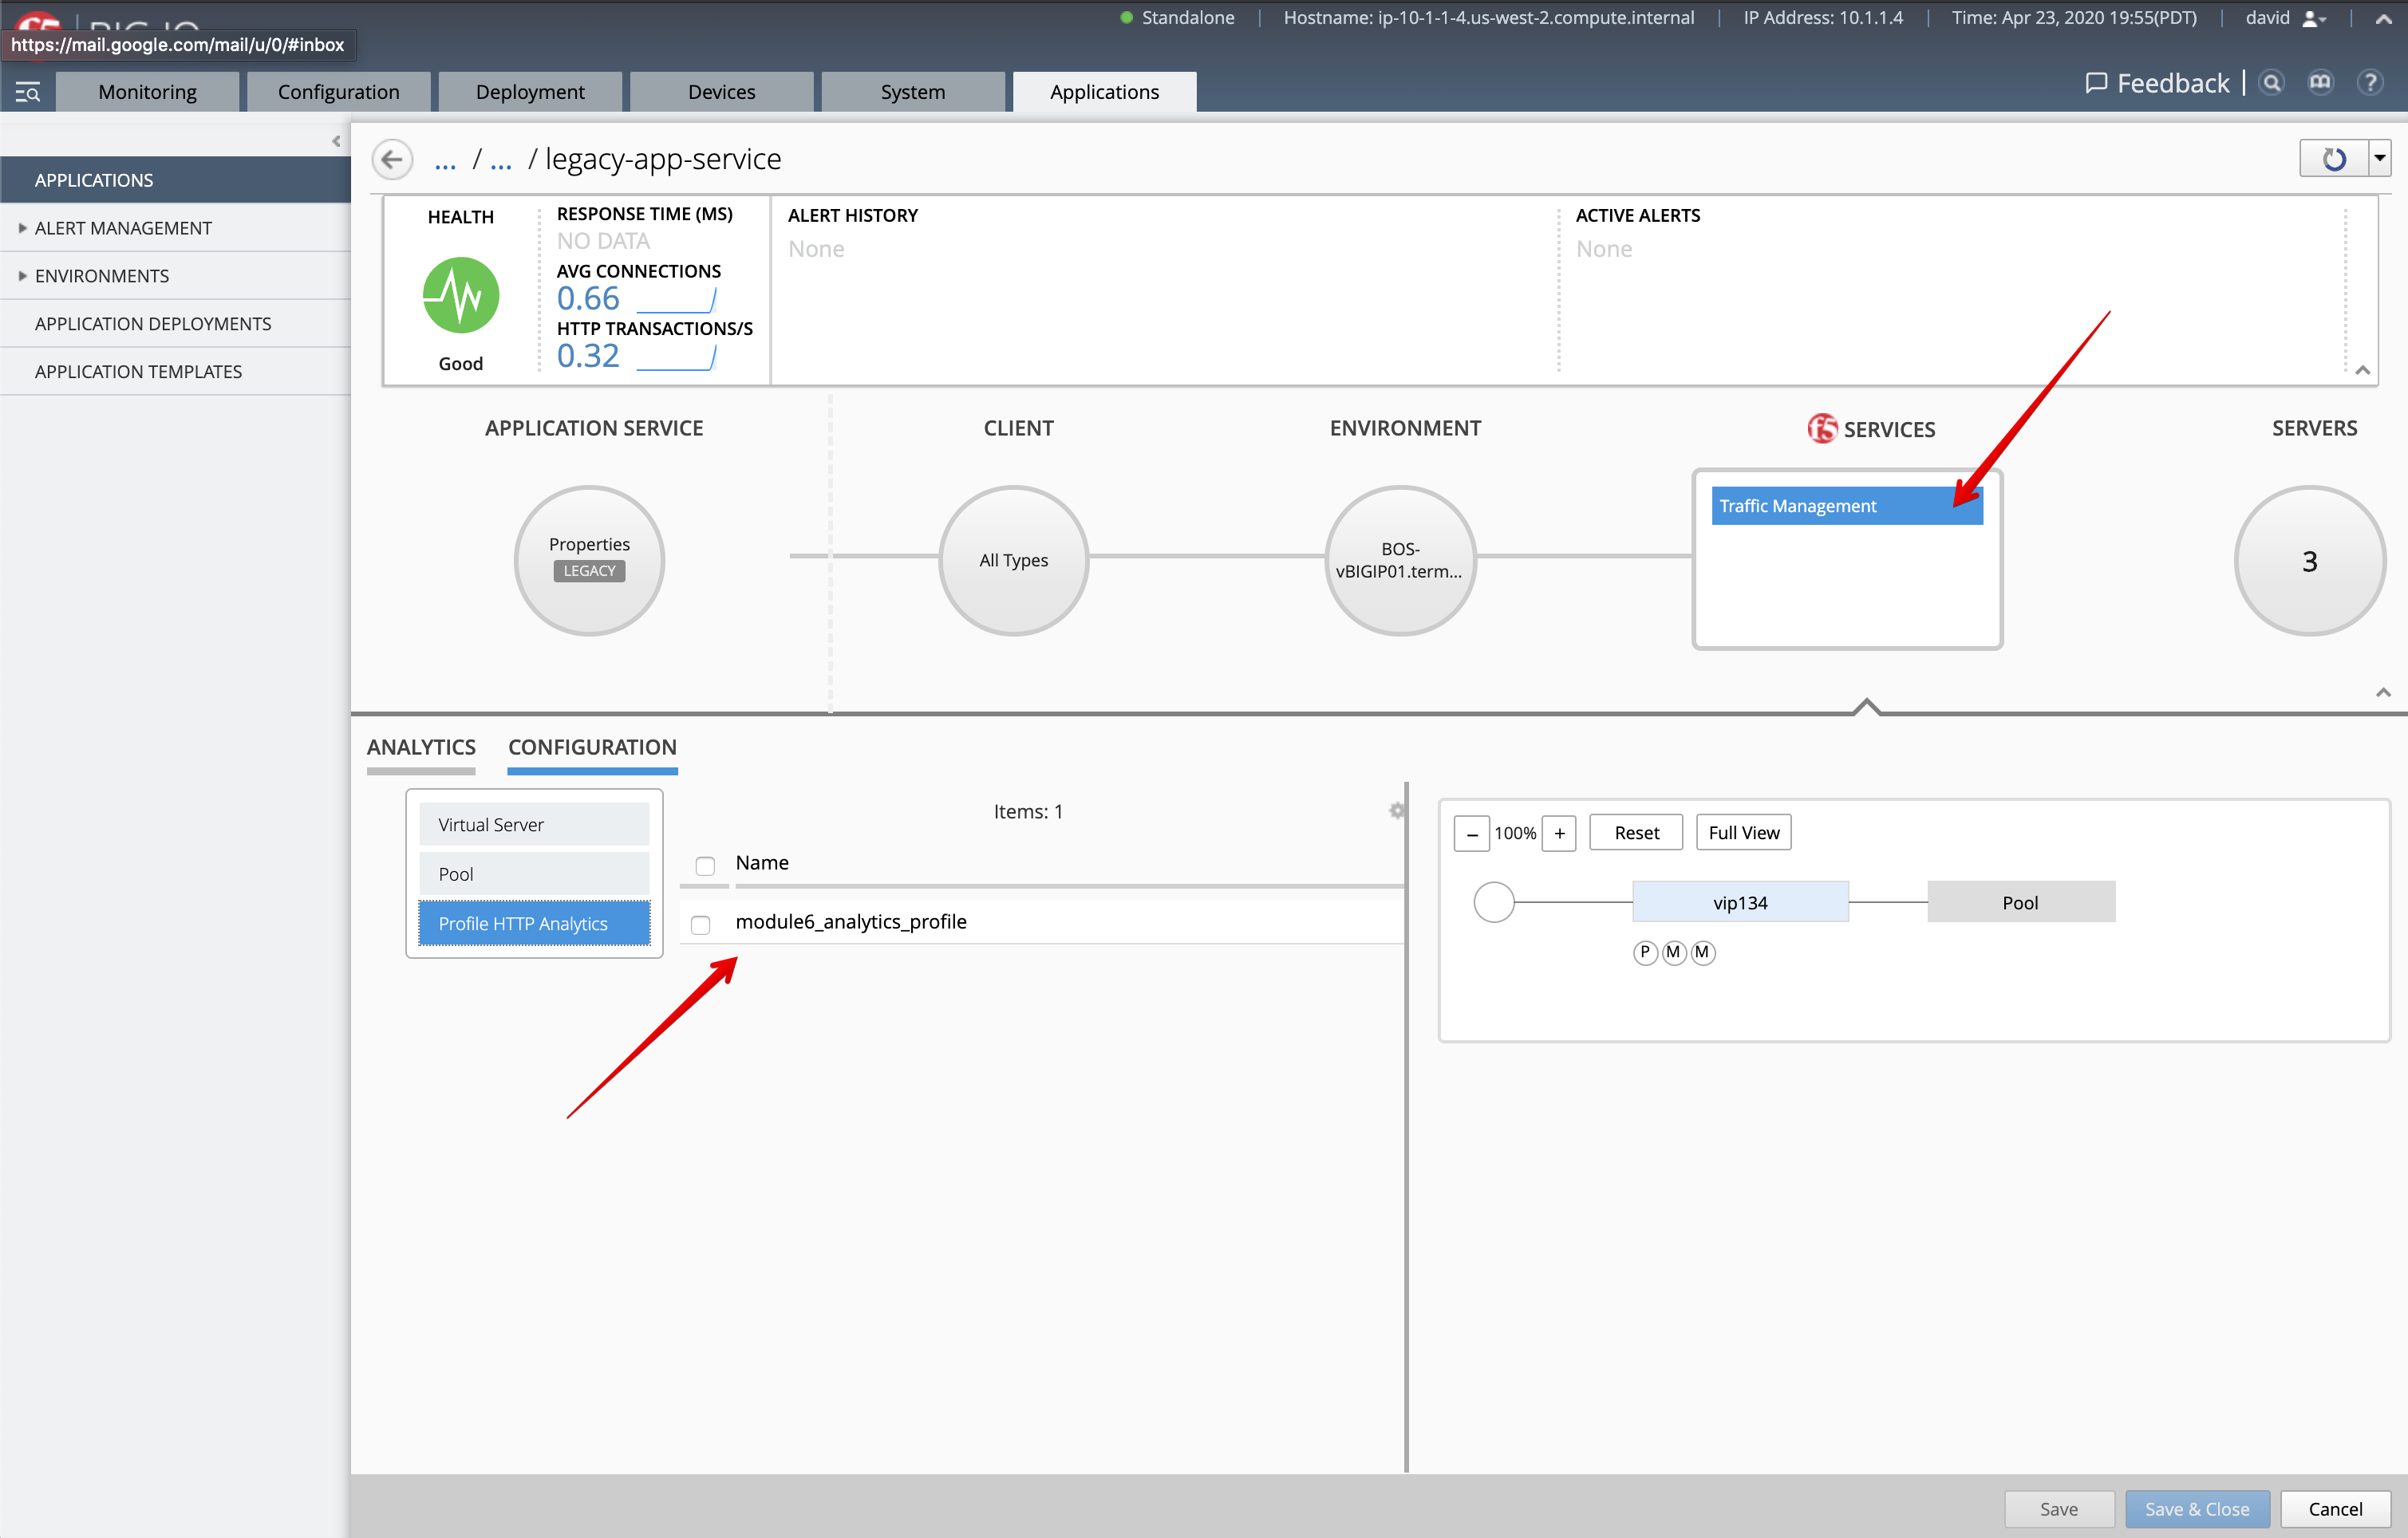 Standalone | Hostname: ip-10-1-1-4.us-west-2.compute.internal | IP Address: 10.1.1.4 | Time: Apr 23, 2020 19:55(PDT) | david
https://mail.google.com/mail/u/0/#inbox
Monitoring Configuration Deployment Devices System Applications Feedback | ?
APPLICATIONS
ALERT MANAGEMENT
ENVIRONMENTS
APPLICATION DEPLOYMENTS
APPLICATION TEMPLATES
... / ... / legacy-app-service
HEALTH
Good
RESPONSE TIME (MS)
NO DATA
AVG CONNECTIONS
0.66
HTTP TRANSACTIONS/S
0.32
ALERT HISTORY
None
ACTIVE ALERTS
None
APPLICATION SERVICE
CLIENT
ENVIRONMENT
f5 SERVICES
SERVERS
Properties
LEGACY
All Types
BOS-
vBIGIP01.term...
Traffic Management
3
ANALYTICS CONFIGURATION
Virtual Server
Pool
Profile HTTP Analytics
Items: 1
Name
module6_analytics_profile
– 100% + Reset Full View
vip134
Pool
P M M
Save Save & Close Cancel